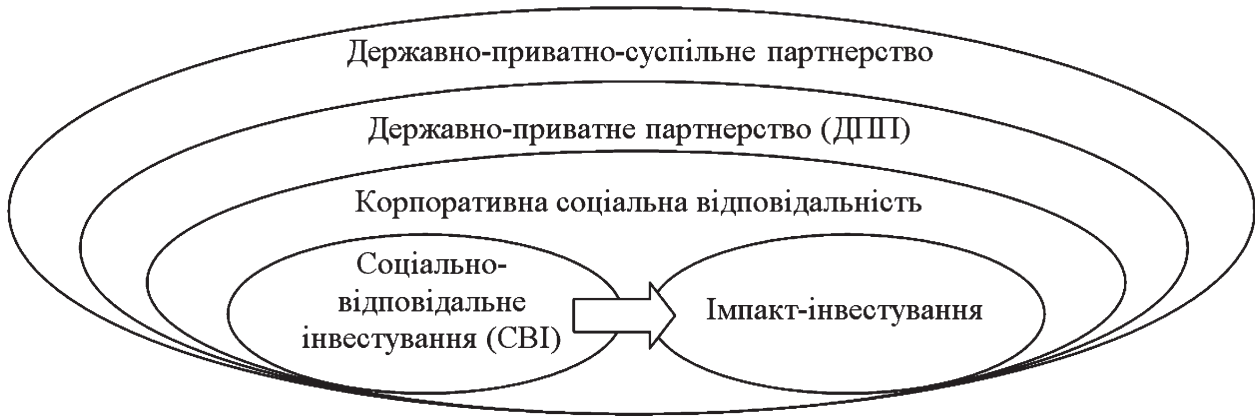 Державно-приватно-суспільне партнерство
Державно-приватне партнерство (ДПП)
Корпоративна соціальна відповідальність
Соціально-
відповідальне
інвестування (СВІ)
Імпакт-інвестування